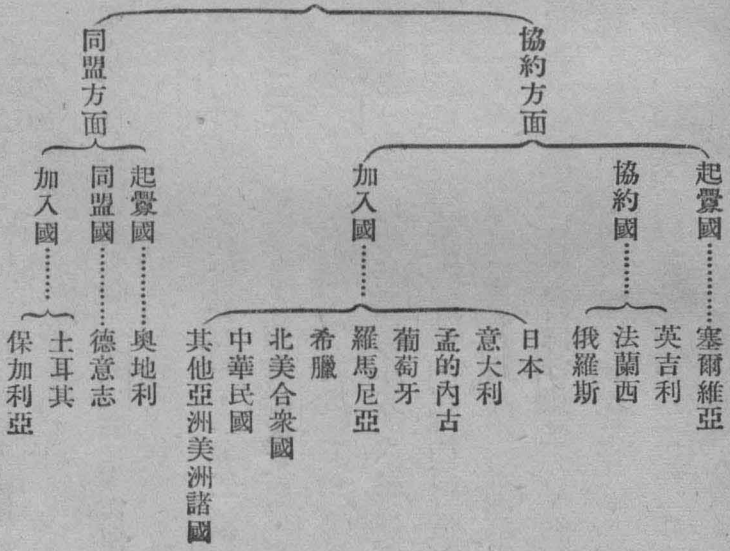 協約方面
起釁國………塞爾維亞
協約國………
英吉利
法蘭西
俄羅斯
加入國………
日本
意大利
孟的內古
葡萄牙
羅馬尼亞
希臘
北美合衆國
中華民國
其他亞洲美洲諸國
同盟方面
起釁國………奧地利
同盟國………德意志
加入國………
土耳其
保加利亞